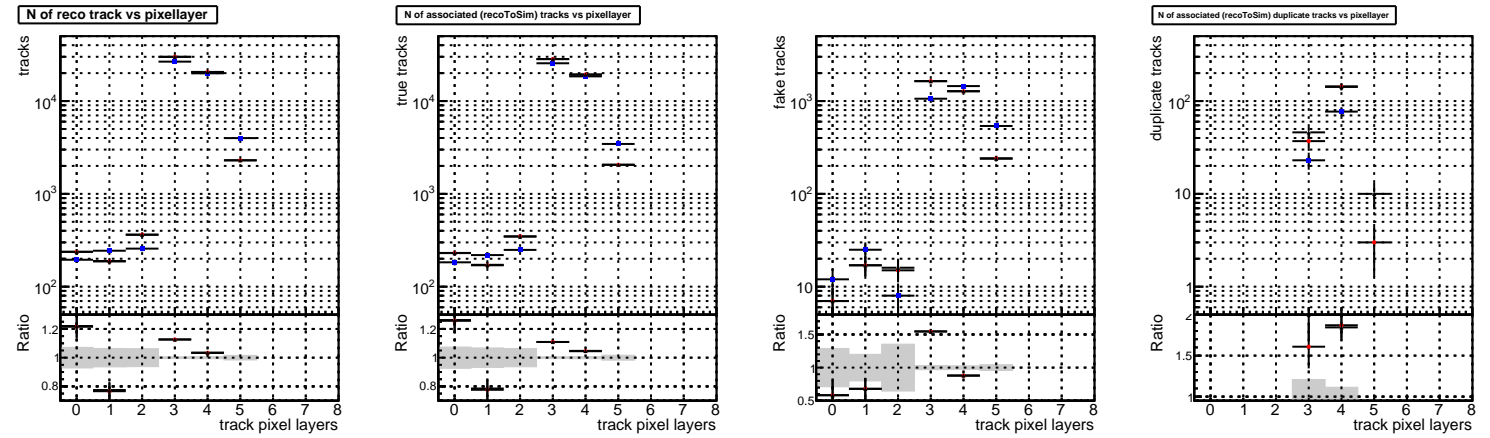 N of reco track vs pixellayer
tracks
10^4
10^3
10^2
Ratio
1.2
1
0.8
0 1 2 3 4 5 6 7 8
track pixel layers
N of associated (recoToSim) tracks vs pixellayer
true tracks
10^4
10^3
10^2
Ratio
1.2
1
0.8
0 1 2 3 4 5 6 7 8
track pixel layers
fake tracks
10^3
10^2
10
Ratio
1.5
1
0.5
0 1 2 3 4 5 6 7 8
track pixel layers
N of associated (recoToSim) duplicate tracks vs pixellayer
duplicate tracks
10^2
10
1
Ratio
2
1.5
1
0 1 2 3 4 5 6 7 8
track pixel layers